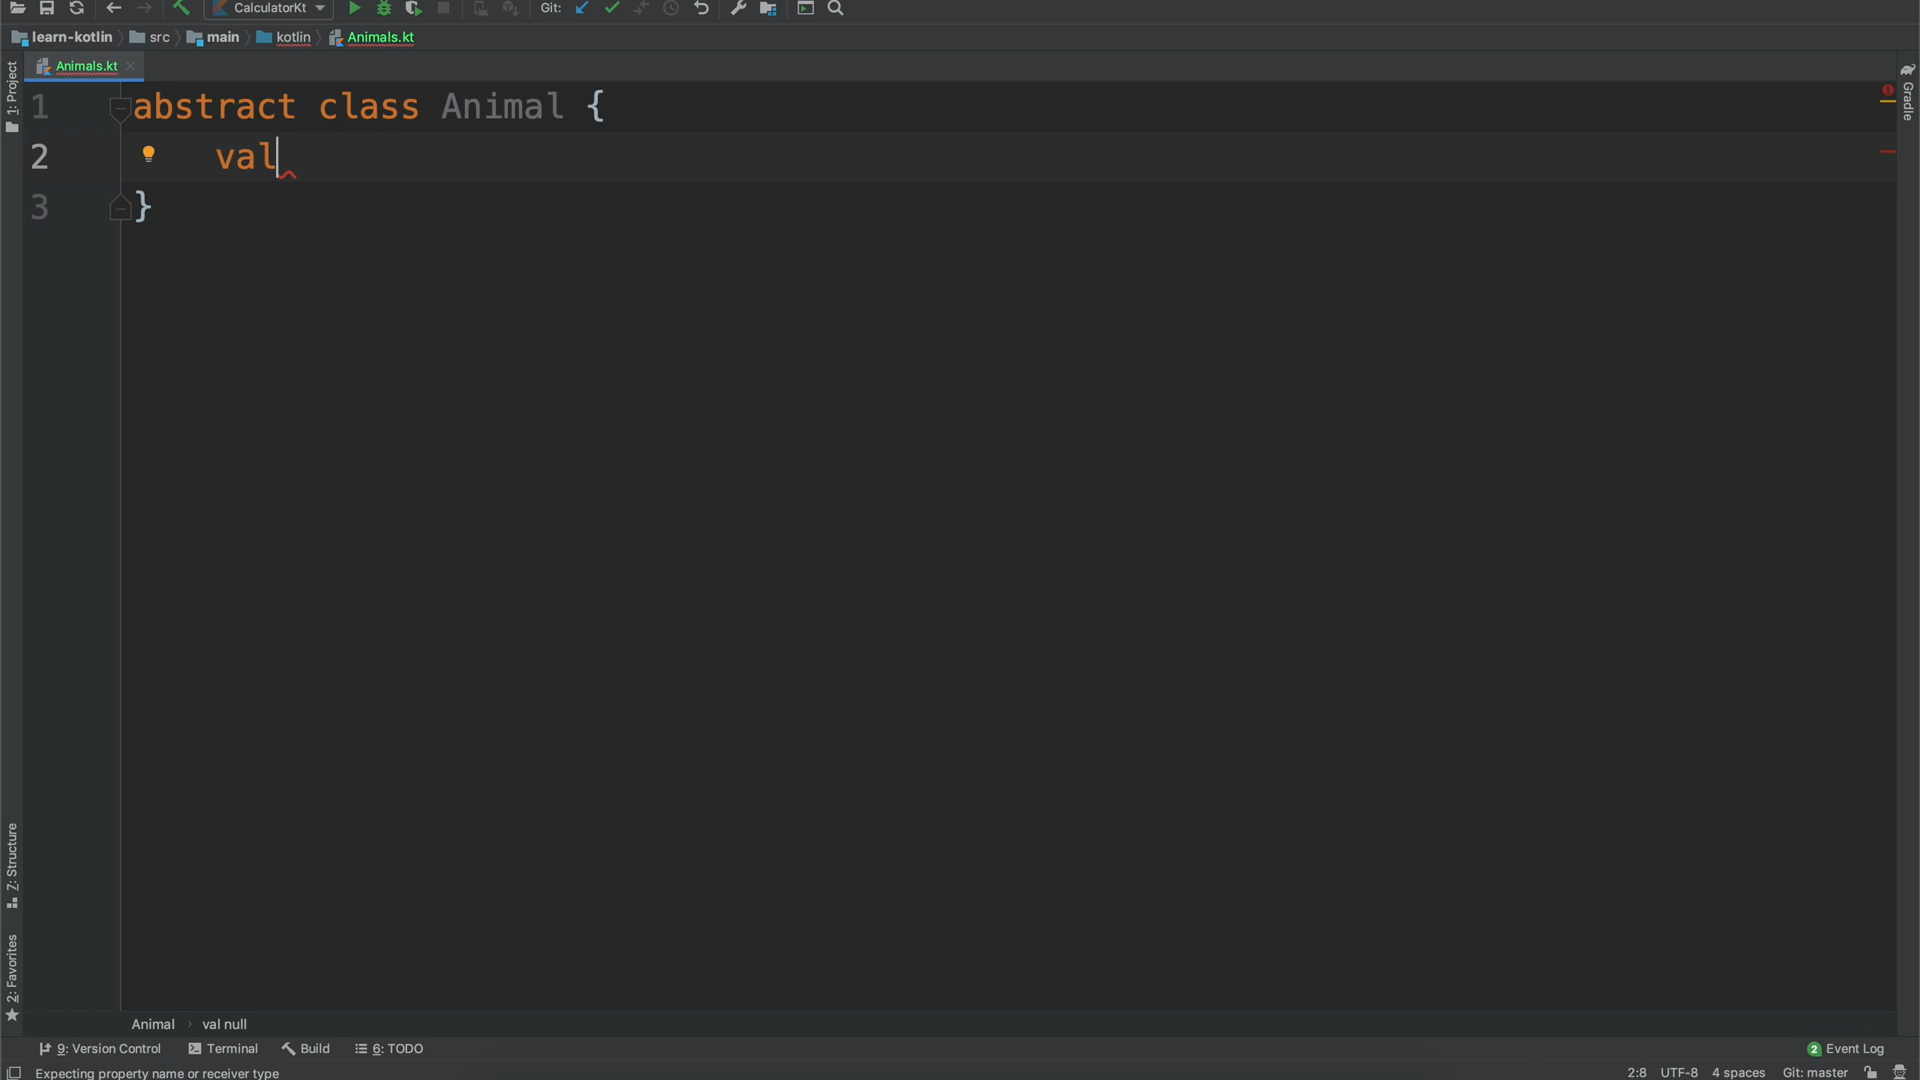 CalculatorKt
Git:
learn-kotlin
src
main
kotlin
Animals.kt
1: Project
Animals.kt
Gradle
1 abstract class Animal {
2 val
3 }
7: Structure
2: Favorites
Animal › val null
9: Version Control
Terminal
Build
6: TODO
2 Event Log
Expecting property name or receiver type
2:8
UTF-8
4 spaces
Git: master